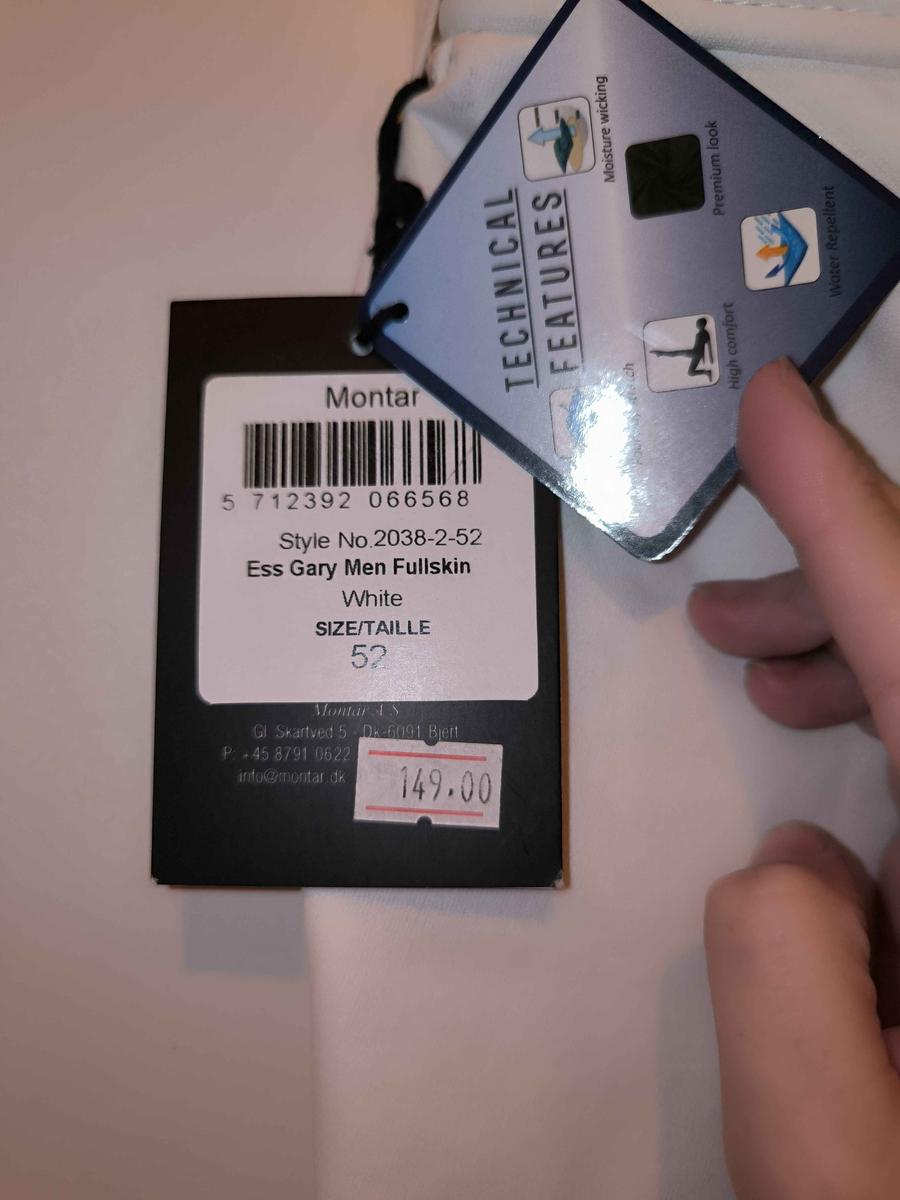 TECHNICAL
FEATURES
Moisture wicking
Premium look
Water Repellent
High comfort
Montar
5 712392 066568
Style No.2038-2-52
Ess Gary Men Fullskin
White
SIZE/TAILLE
52
Montar A/S
Gl. Skartved 5 - Dk-6091 Bjert
P: +45 8791 0622
info@montar.dk
149.00